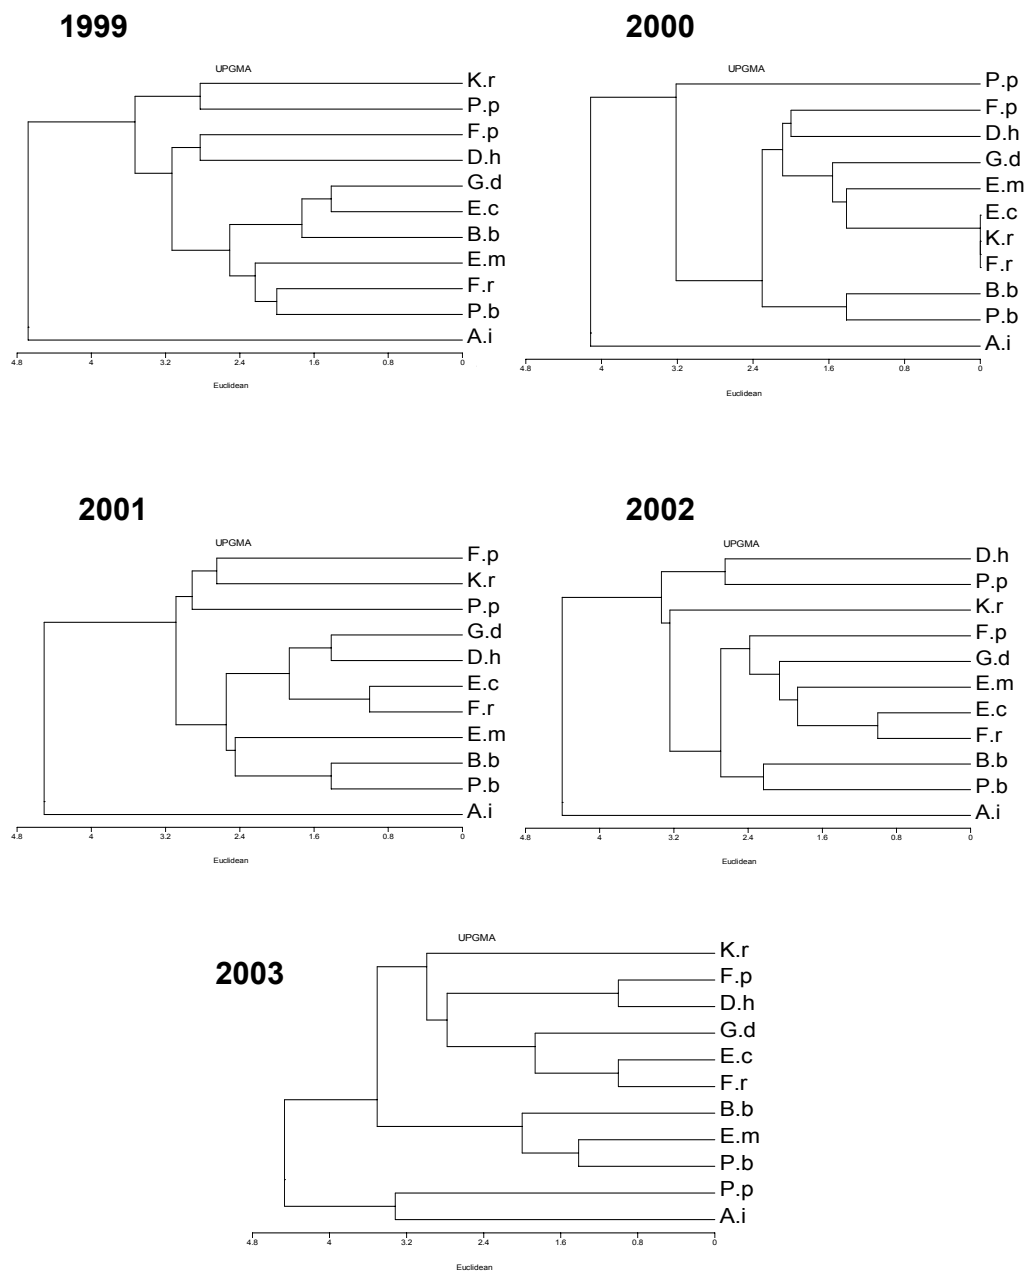 1999
UPGMA
K.r
P.p
F.p
D.h
G.d
E.c
B.b
E.m
F.r
P.b
A.i
4.8 4 3.2 2.4 1.6 0.8 0
Euclidean
2000
UPGMA
P.p
F.p
D.h
G.d
E.m
E.c
K.r
F.r
B.b
P.b
A.i
4.8 4 3.2 2.4 1.6 0.8 0
Euclidean
2001
UPGMA
F.p
K.r
P.p
G.d
D.h
E.c
F.r
E.m
B.b
P.b
A.i
4.8 4 3.2 2.4 1.6 0.8 0
Euclidean
2002
UPGMA
D.h
P.p
K.r
F.p
G.d
E.m
E.c
F.r
B.b
P.b
A.i
4.8 4 3.2 2.4 1.6 0.8 0
Euclidean
2003
UPGMA
K.r
F.p
D.h
G.d
E.c
F.r
B.b
E.m
P.b
P.p
A.i
4.8 4 3.2 2.4 1.6 0.8 0
Euclidean